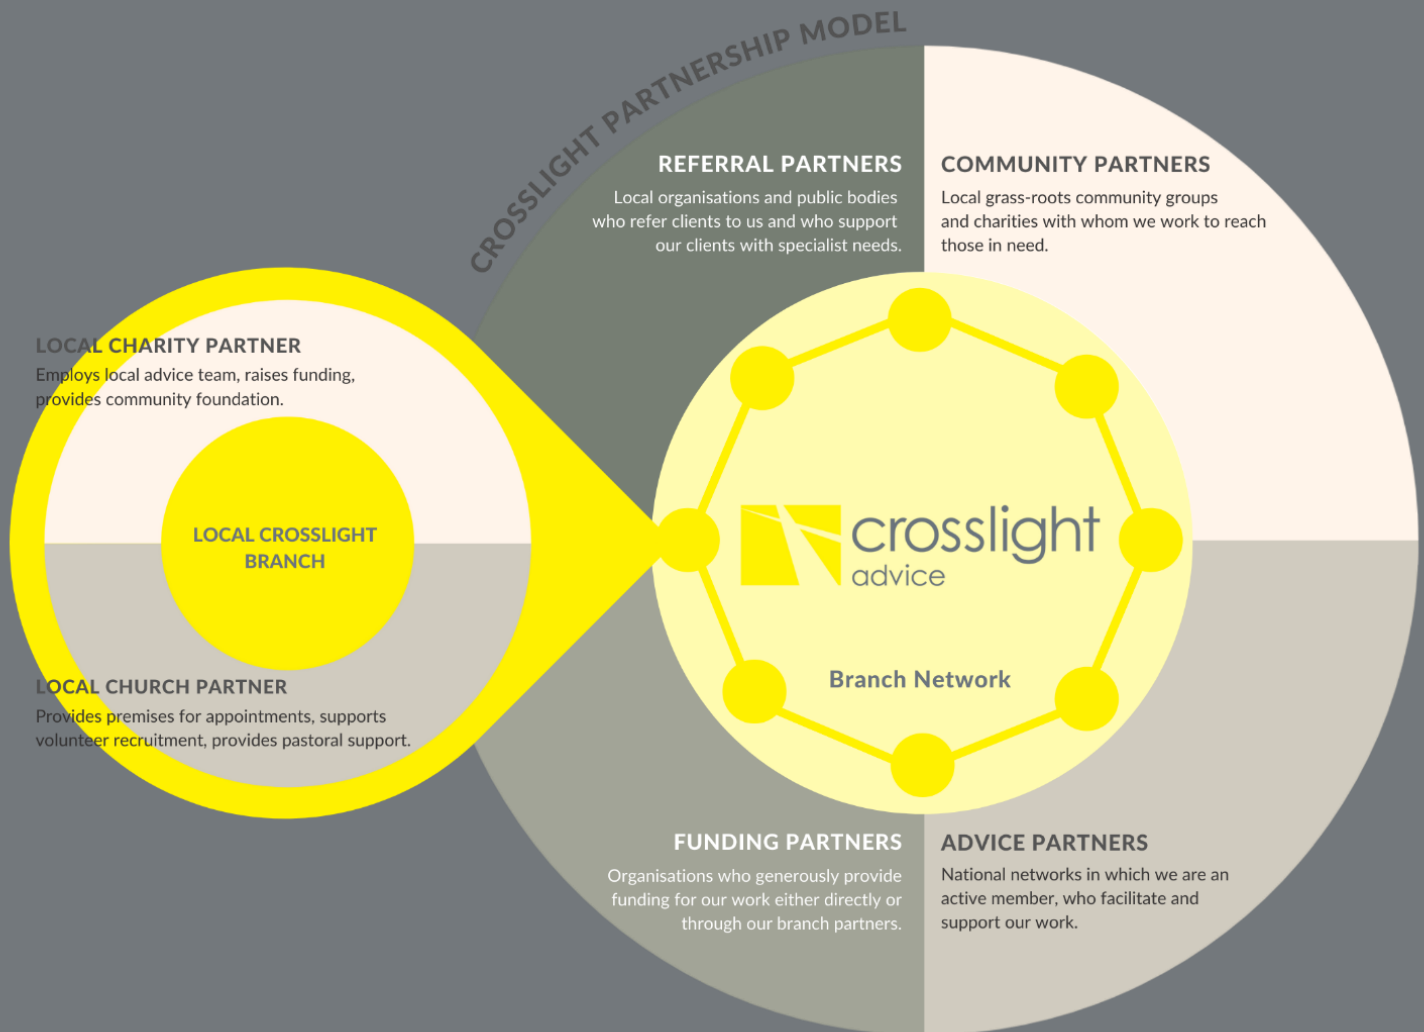 CROSSLIGHT PARTNERSHIP MODEL
REFERRAL PARTNERS
Local organisations and public bodies
who refer clients to us and who support
our clients with specialist needs.
COMMUNITY PARTNERS
Local grass-roots community groups
and charities with whom we work to reach
those in need.
LOCAL CHARITY PARTNER
Employs local advice team, raises funding,
provides community foundation.
LOCAL CROSSLIGHT
BRANCH
LOCAL CHURCH PARTNER
Provides premises for appointments, supports
volunteer recruitment, provides pastoral support.
crosslight
advice
Branch Network
FUNDING PARTNERS
Organisations who generously provide
funding for our work either directly or
through our branch partners.
ADVICE PARTNERS
National networks in which we are an
active member, who facilitate and
support our work.